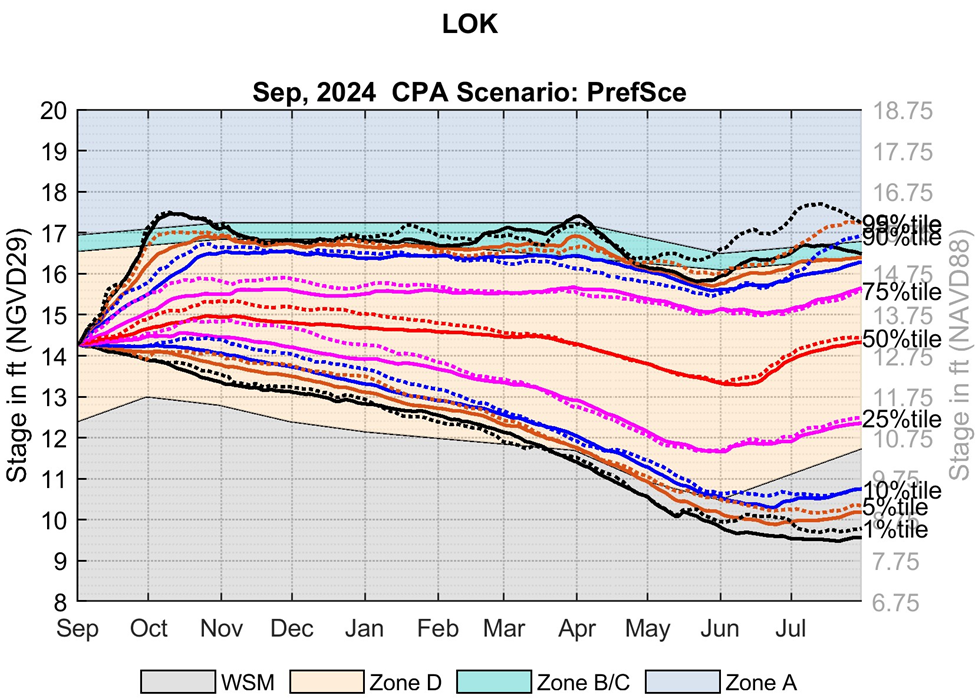 LOK
Sep, 2024 CPA Scenario: PrefSce
Stage in ft (NGVD29)
20
19
18
17
16
15
14
13
12
11
10
9
8
18.75
17.75
16.75
14.75
13.75
12.75
11.75
10.75
9.75
7.75
6.75
90%tile
75%tile
50%tile
25%tile
10%tile
5%tile
1%tile
Stage in ft (NAVD88)
Sep Oct Nov Dec Jan Feb Mar Apr May Jun Jul
WSM Zone D Zone B/C Zone A